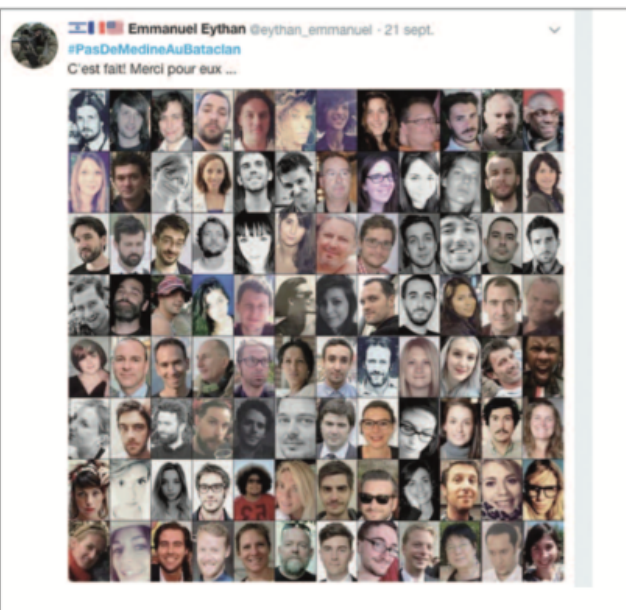 Emmanuel Eythan @eythan_emmanuel · 21 sept.
#PasDeMedineAuBataclan
C'est fait! Merci pour eux ...